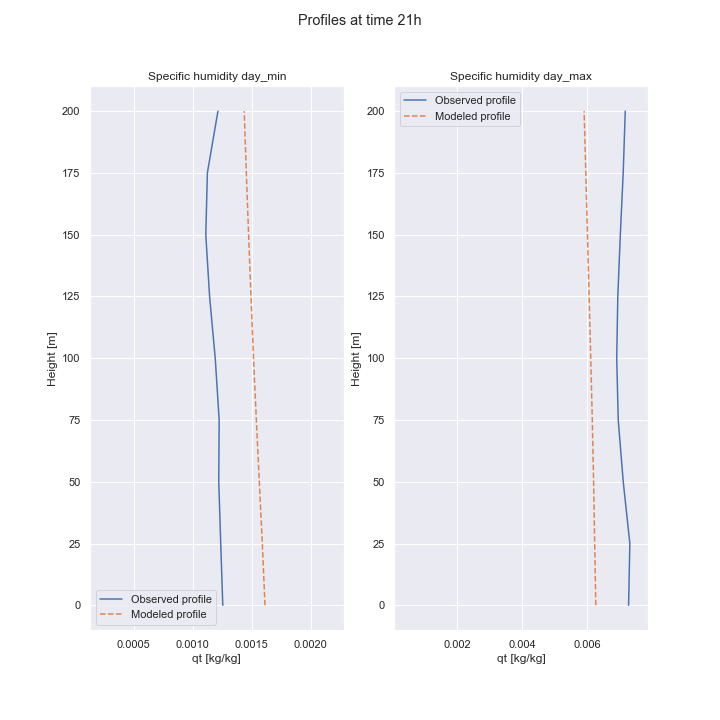 Profiles at time 21h
Specific humidity day_min
200
175
150
125
100
75
50
25
0
Height [m]
Observed profile
Modeled profile
0.0005
0.0010
0.0015
0.0020
qt [kg/kg]
Specific humidity day_max
Observed profile
Modeled profile
200
175
150
125
100
75
50
25
0
Height [m]
0.002
0.004
0.006
qt [kg/kg]